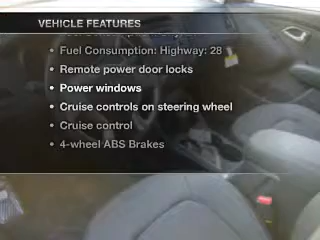 VEHICLE FEATURES
• Fuel Consumption: Highway: 28
• Remote power door locks
• Power windows
• Cruise controls on steering wheel
• Cruise control
• 4-wheel ABS Brakes